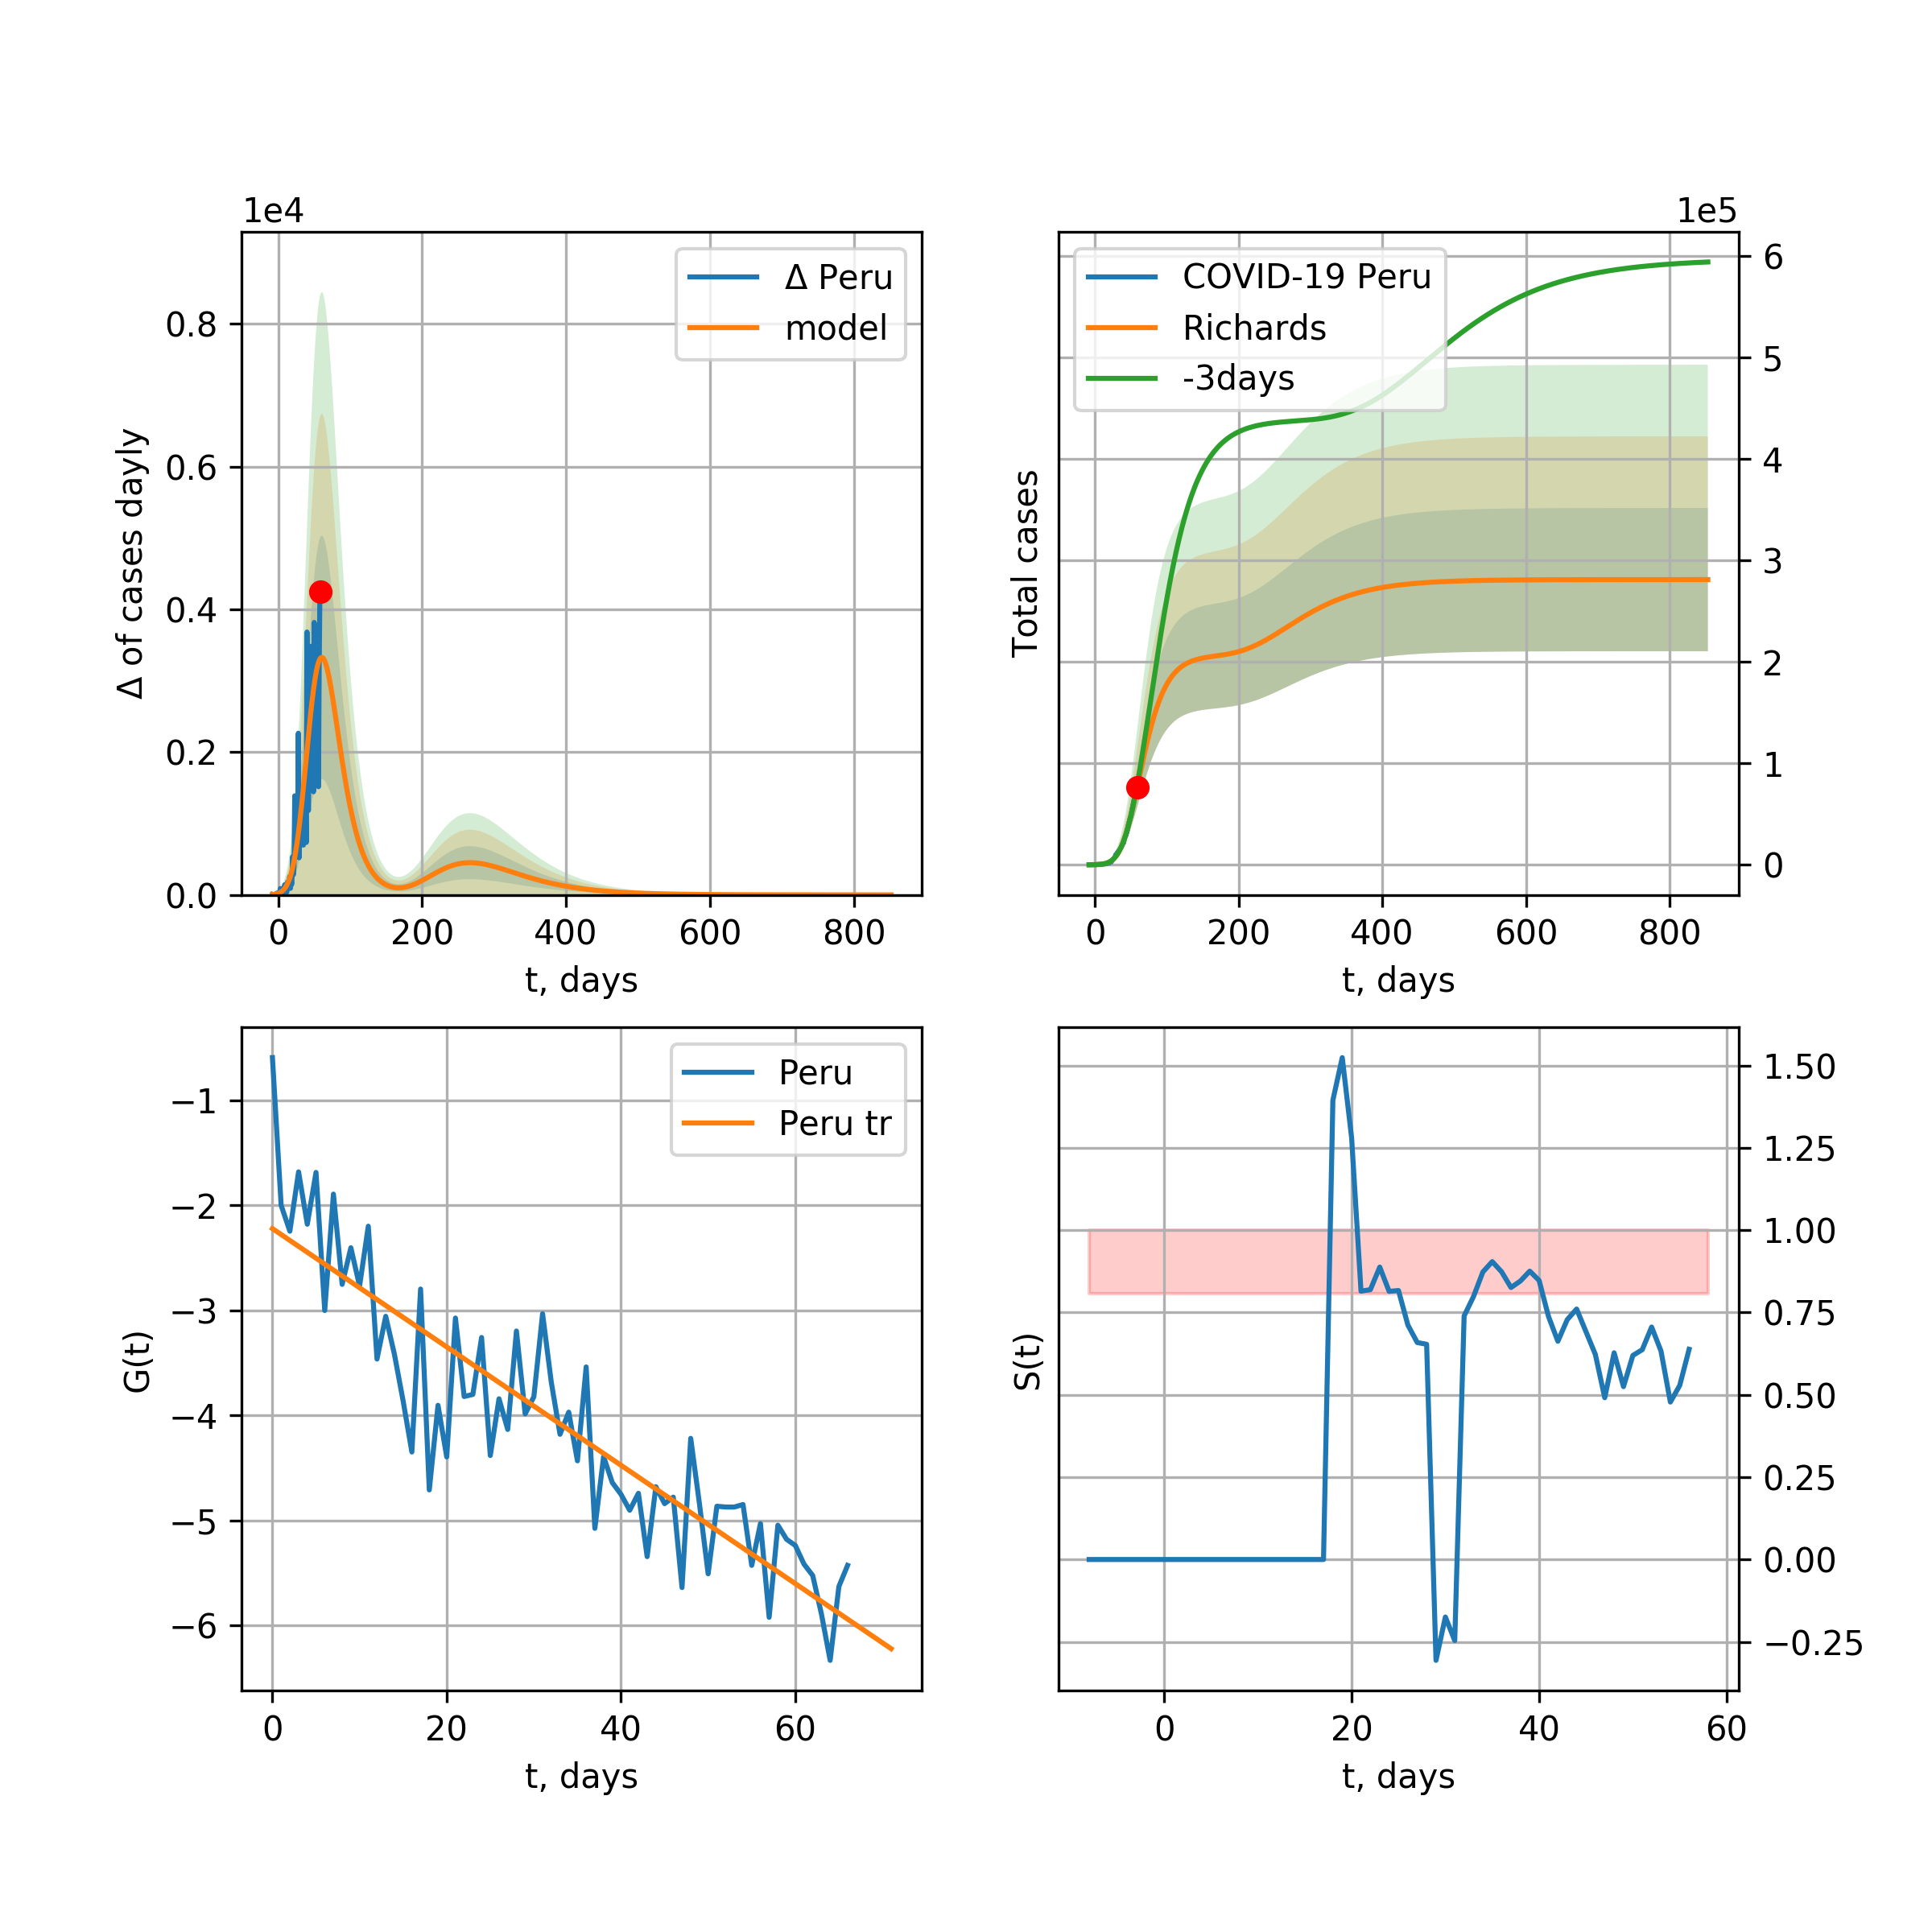 1e4
Δ of cases dayly
0.8
0.6
0.4
0.2
0.0
Δ Peru
model
0 200 400 600 800
t, days
1e5
Total cases
COVID-19 Peru
Richards
-3days
6
5
4
3
2
1
0
0 200 400 600 800
t, days
G(t)
−1
−2
−3
−4
−5
−6
Peru
Peru tr
0 20 40 60
t, days
S(t)
1.50
1.25
1.00
0.75
0.50
0.25
0.00
−0.25
0 20 40 60
t, days